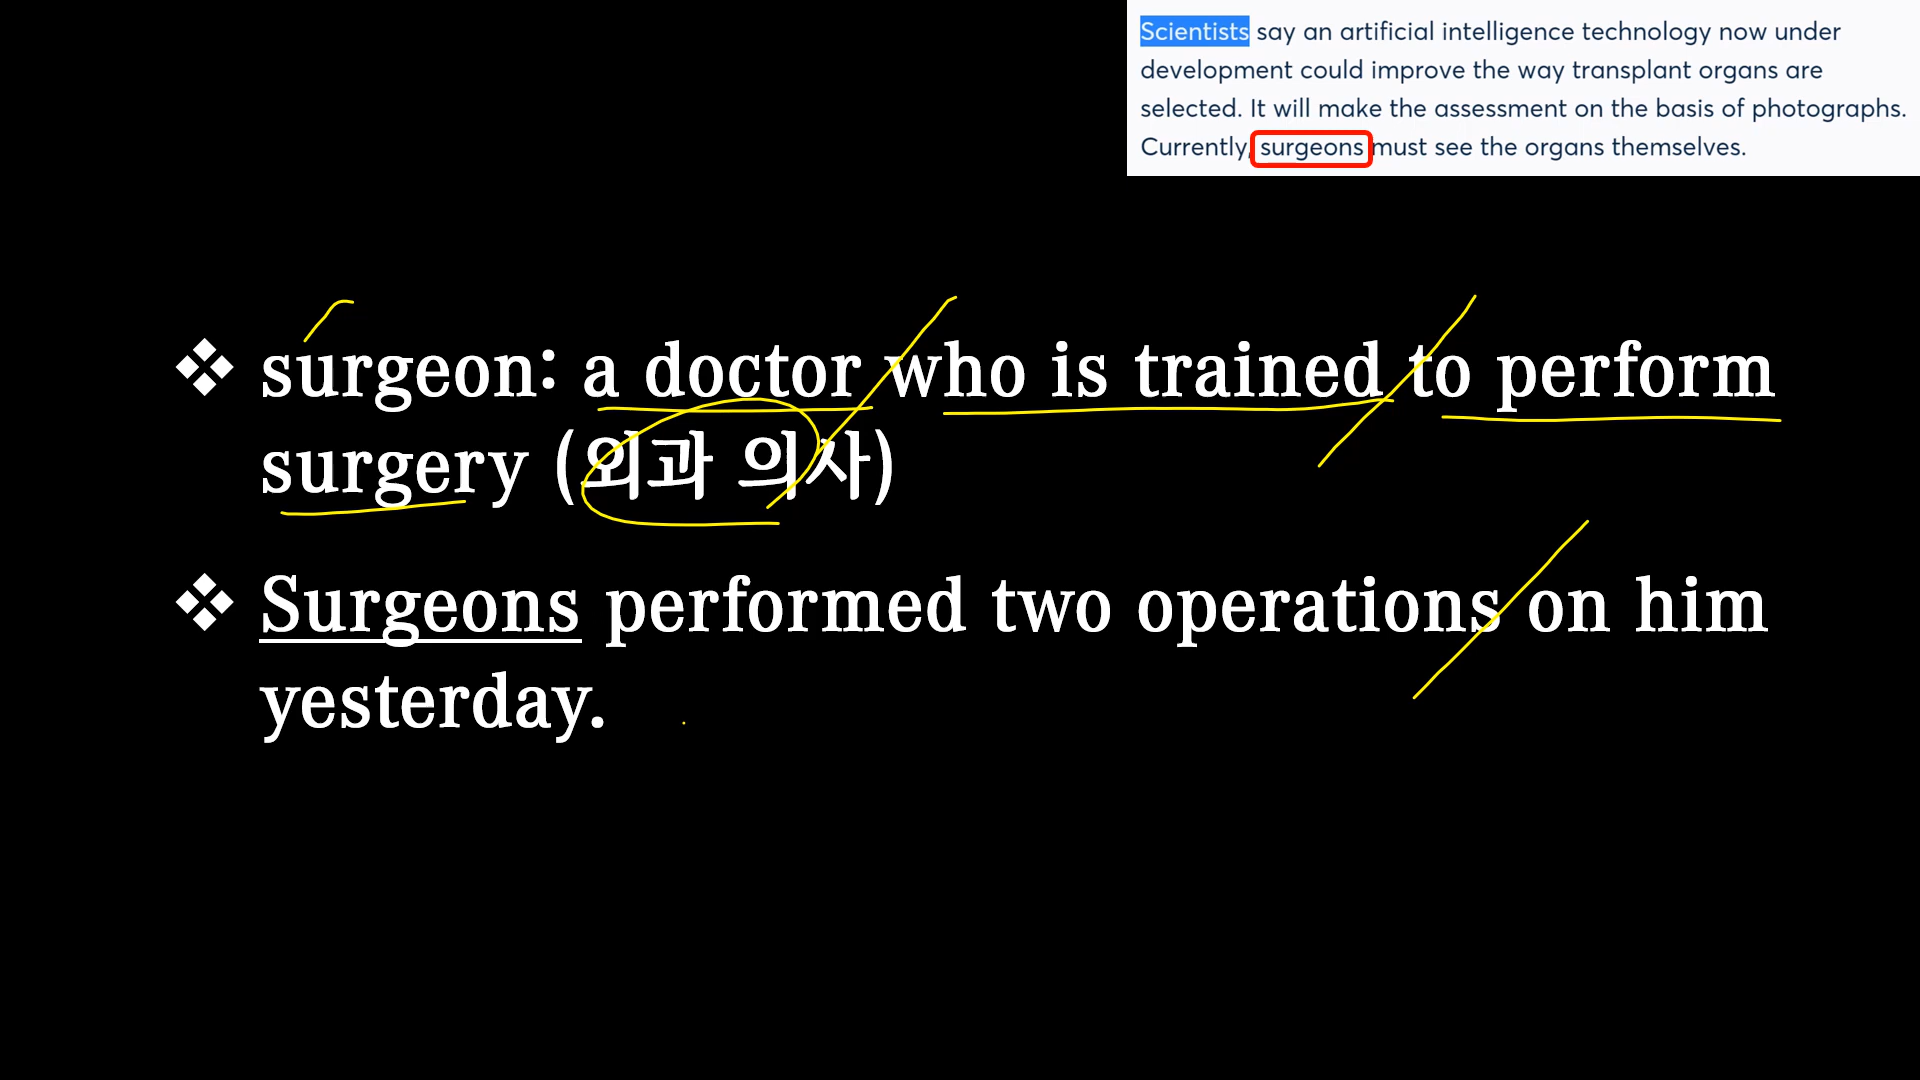 Scientists say an artificial intelligence technology now under
development could improve the way transplant organs are
selected. It will make the assessment on the basis of photographs.
Currently, surgeons must see the organs themselves.
❖ surgeon: a doctor who is trained to perform
surgery (외과 의사)
❖ Surgeons performed two operations on him
yesterday.